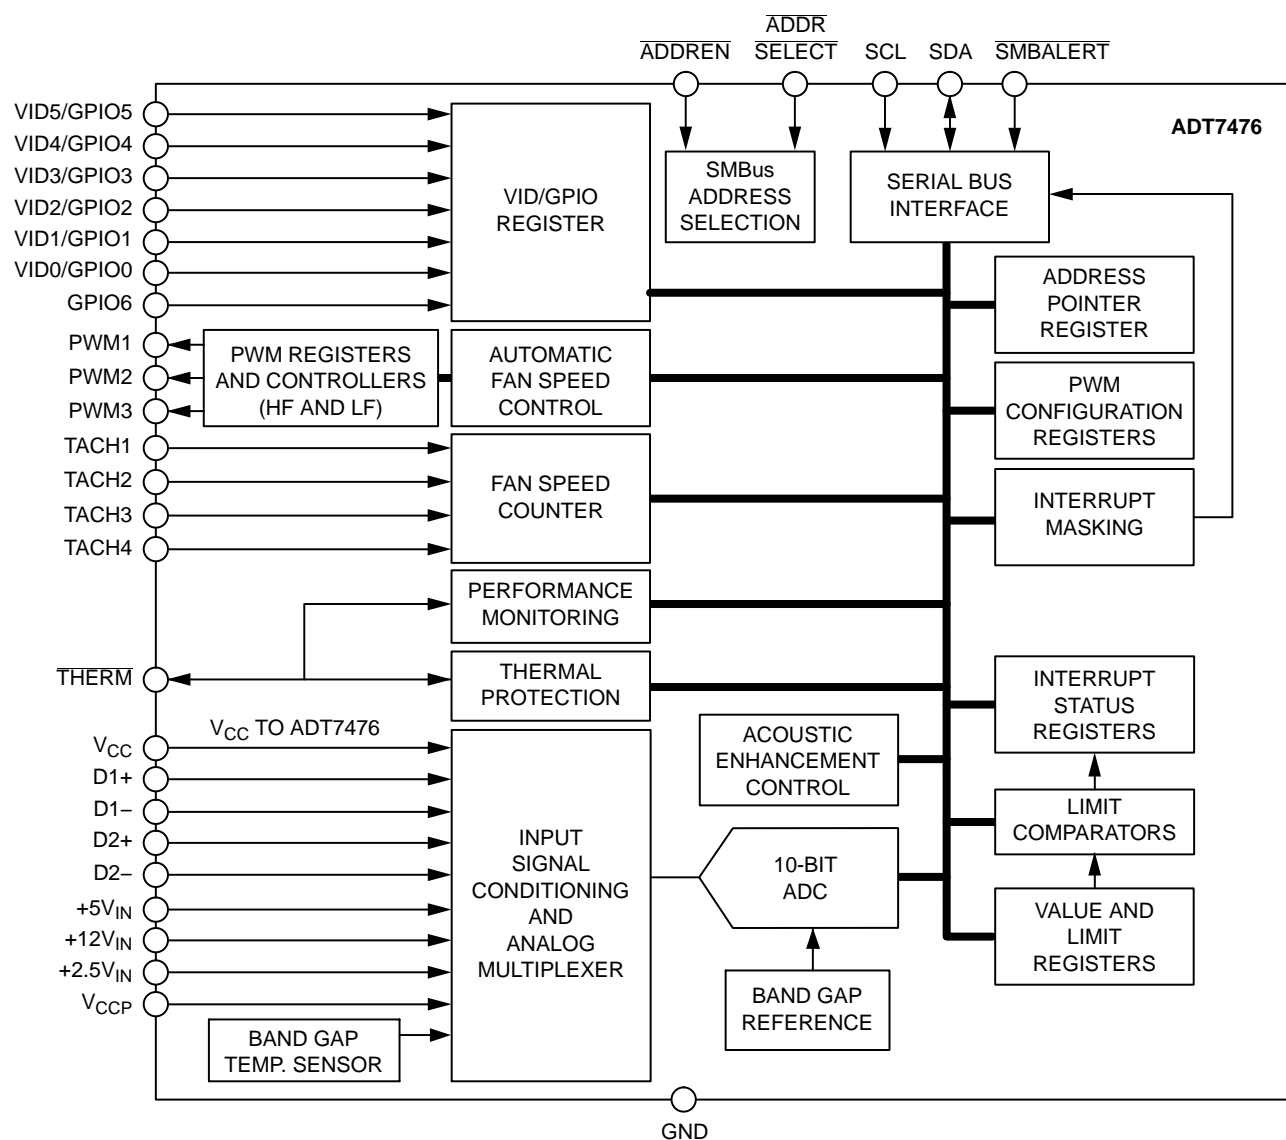 ADDR
ADDREN SELECT SCL SDA SMBALERT
ADT7476
VID5/GPIO5
VID4/GPIO4
VID3/GPIO3
VID2/GPIO2
VID1/GPIO1
VID0/GPIO0
GPIO6
VID/GPIO
REGISTER
SMBus
ADDRESS
SELECTION
SERIAL BUS
INTERFACE
ADDRESS
POINTER
REGISTER
PWM1
PWM2
PWM3
PWM REGISTERS
AND CONTROLLERS
(HF AND LF)
AUTOMATIC
FAN SPEED
CONTROL
PWM
CONFIGURATION
REGISTERS
TACH1
TACH2
TACH3
TACH4
FAN SPEED
COUNTER
INTERRUPT
MASKING
PERFORMANCE
MONITORING
THERM
THERMAL
PROTECTION
INTERRUPT
STATUS
REGISTERS
VCC TO ADT7476
VCC
D1+
D1–
D2+
D2–
+5VIN
+12VIN
+2.5VIN
VCCP
INPUT
SIGNAL
CONDITIONING
AND
ANALOG
MULTIPLEXER
ACOUSTIC
ENHANCEMENT
CONTROL
LIMIT
COMPARATORS
10-BIT
ADC
VALUE AND
LIMIT
REGISTERS
BAND GAP
REFERENCE
BAND GAP
TEMP. SENSOR
GND